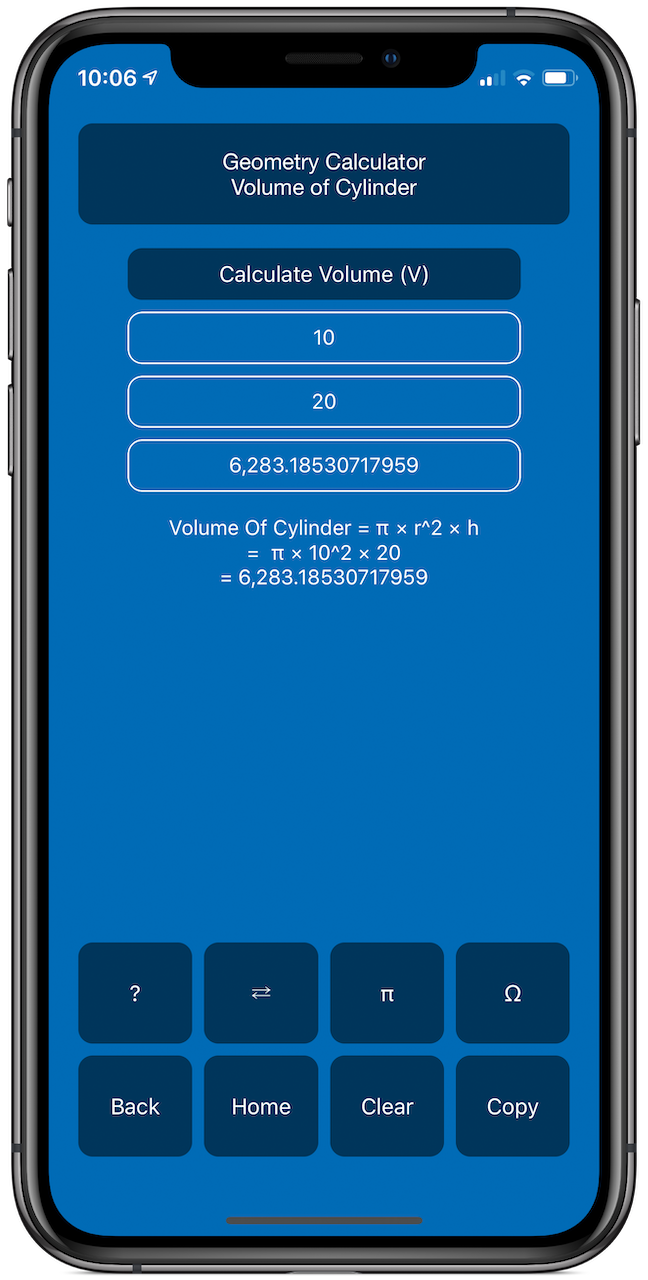 10:06
Geometry Calculator
Volume of Cylinder
Calculate Volume (V)
10
20
6,283.18530717959
Volume Of Cylinder = π × r^2 × h
= π × 10^2 × 20
= 6,283.18530717959
? ⇄ π Ω
Back Home Clear Copy